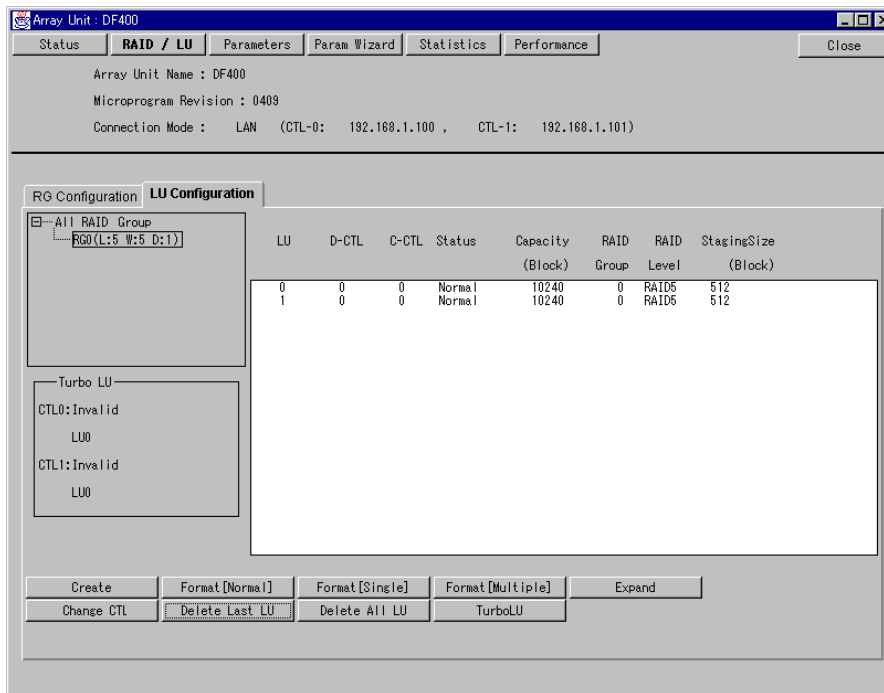 Array Unit : DF400
Status RAID / LU Parameters Param Wizard Statistics Performance Close
Array Unit Name : DF400
Microprogram Revision : 0409
Connection Mode : LAN (CTL-0: 192.168.1.100 , CTL-1: 192.168.1.101)
RG Configuration LU Configuration
All RAID Group
RG0(L:5 W:5 D:1)
LU D-CTL C-CTL Status Capacity RAID RAID StagingSize
(Block) Group Level (Block)
0 0 0 Normal 10240 0 RAID5 512
1 0 0 Normal 10240 0 RAID5 512
Turbo LU
CTL0:Invalid
LU0
CTL1:Invalid
LU0
Create Format[Normal] Format[Single] Format[Multiple] Expand
Change CTL Delete Last LU Delete All LU TurboLU